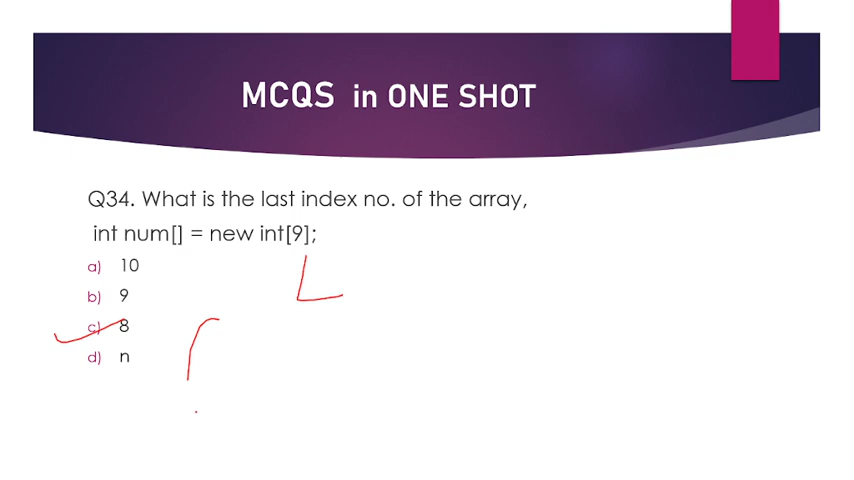 MCQS in ONE SHOT
Q34. What is the last index no. of the array,
int num[] = new int[9];
a) 10
b) 9
c) 8
d) n